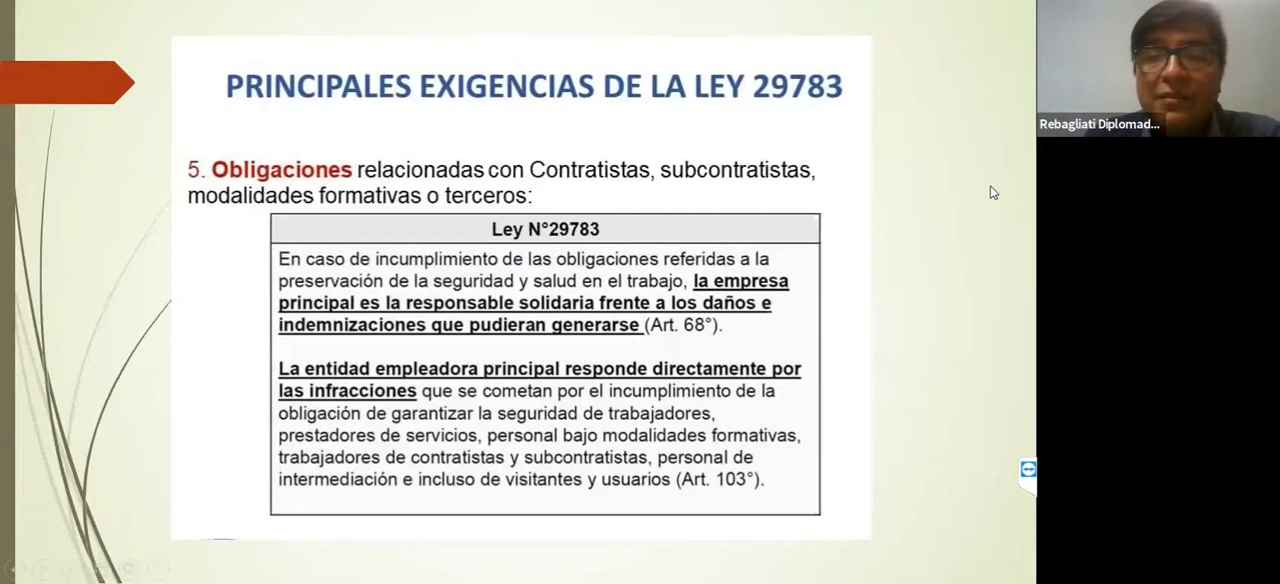 PRINCIPALES EXIGENCIAS DE LA LEY 29783
5. Obligaciones relacionadas con Contratistas, subcontratistas,
modalidades formativas o terceros:
Ley N°29783
En caso de incumplimiento de las obligaciones referidas a la
preservación de la seguridad y salud en el trabajo, la empresa
principal es la responsable solidaria frente a los daños e
indemnizaciones que pudieran generarse (Art. 68°).
La entidad empleadora principal responde directamente por
las infracciones que se cometan por el incumplimiento de la
obligación de garantizar la seguridad de trabajadores,
prestadores de servicios, personal bajo modalidades formativas,
trabajadores de contratistas y subcontratistas, personal de
intermediación e incluso de visitantes y usuarios (Art. 103°).
Rebagliati Diplomad...